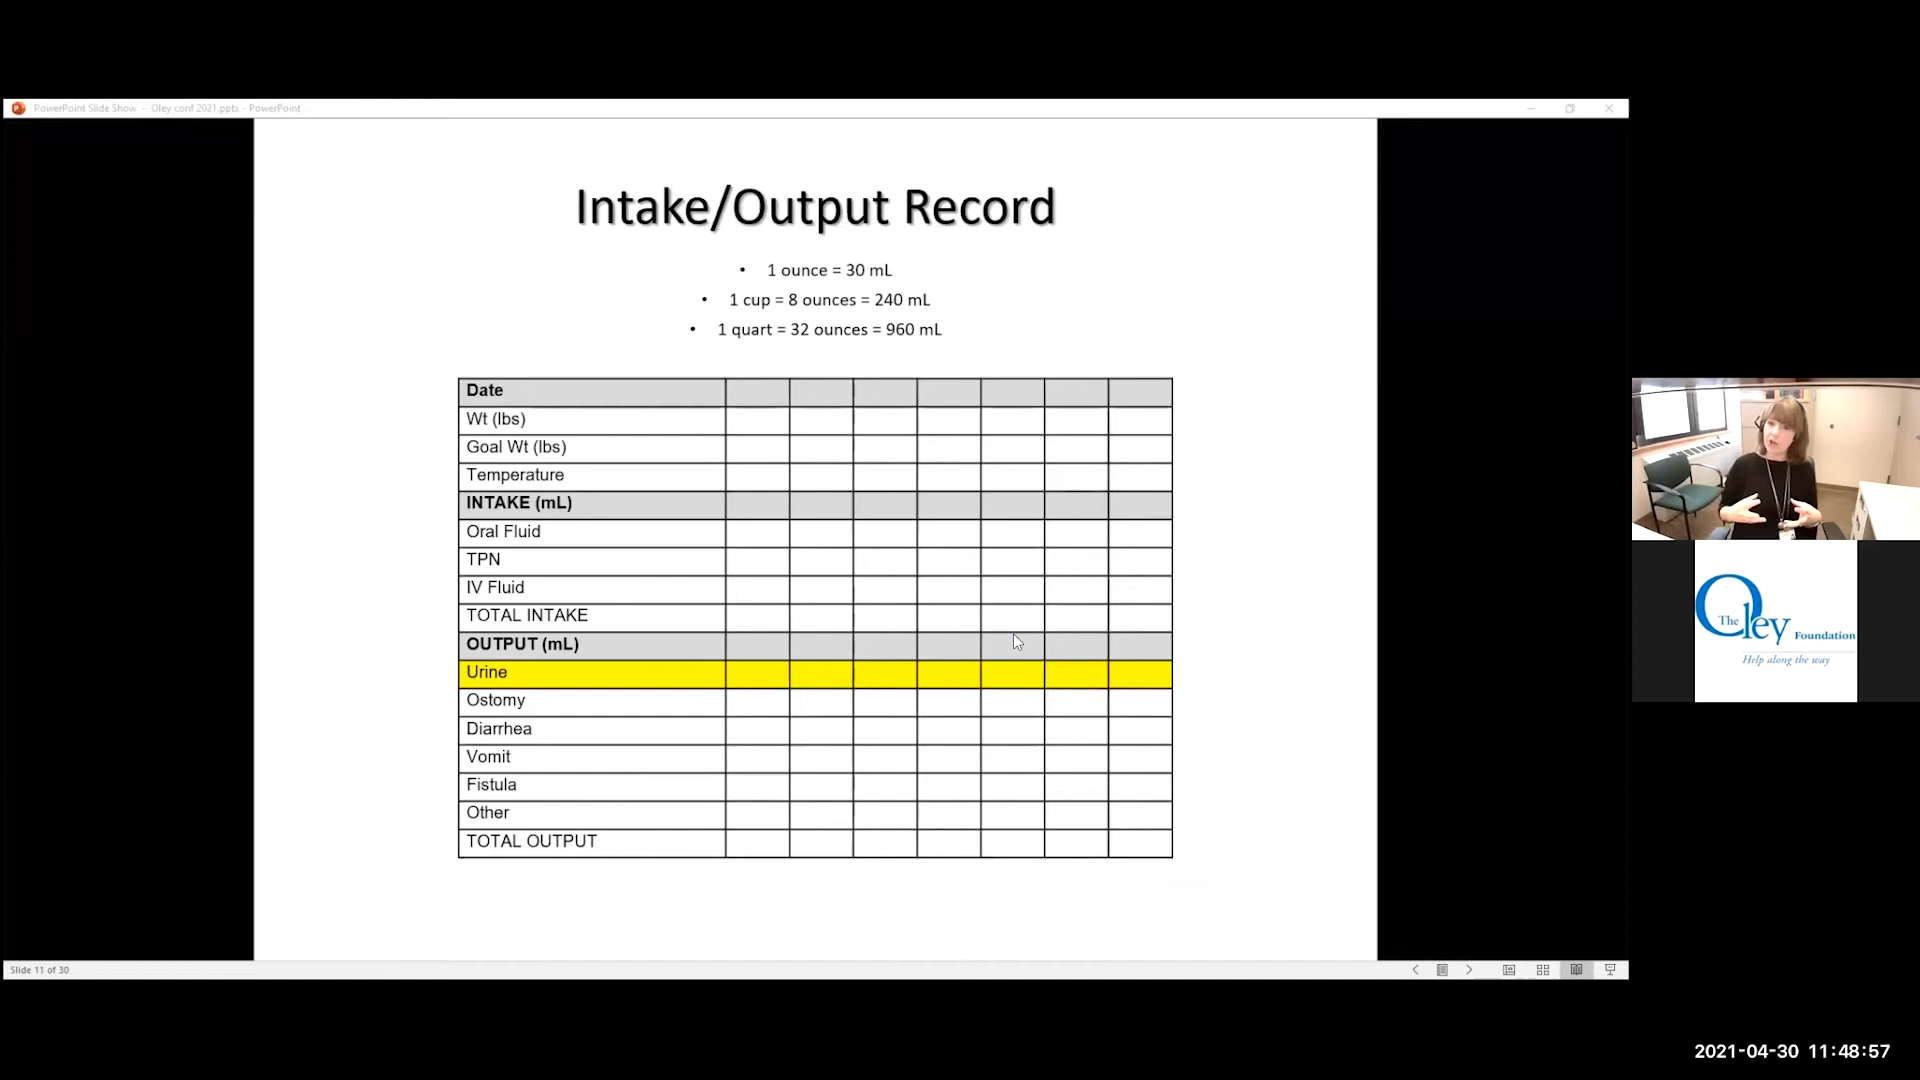 PowerPoint Slide Show - Oley conf 2021.ppts - PowerPoint
Intake/Output Record
• 1 ounce = 30 mL
• 1 cup = 8 ounces = 240 mL
• 1 quart = 32 ounces = 960 mL
Date
Wt (lbs)
Goal Wt (lbs)
Temperature
INTAKE (mL)
Oral Fluid
TPN
IV Fluid
TOTAL INTAKE
OUTPUT (mL)
Urine
Ostomy
Diarrhea
Vomit
Fistula
Other
TOTAL OUTPUT
The Oley Foundation
Help along the way
Slide 11 of 30
2021-04-30 11:48:57